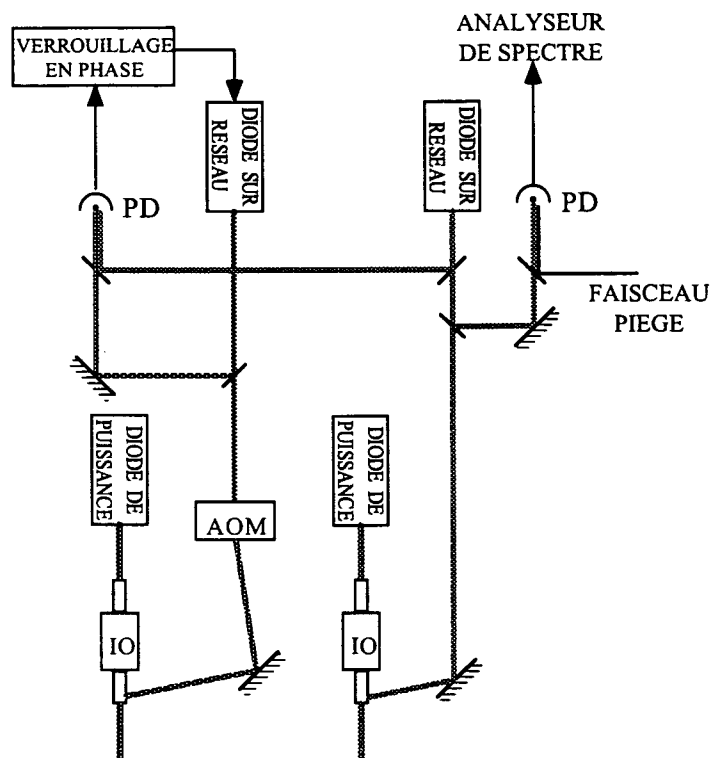 ANALYSEUR
DE SPECTRE
VERROUILLAGE
EN PHASE
DIODE SUR
RESEAU
DIODE SUR
RESEAU
PD
PD
FAISCEAU
PIEGE
DIODE DE
PUISSANCE
DIODE DE
PUISSANCE
AOM
IO
IO